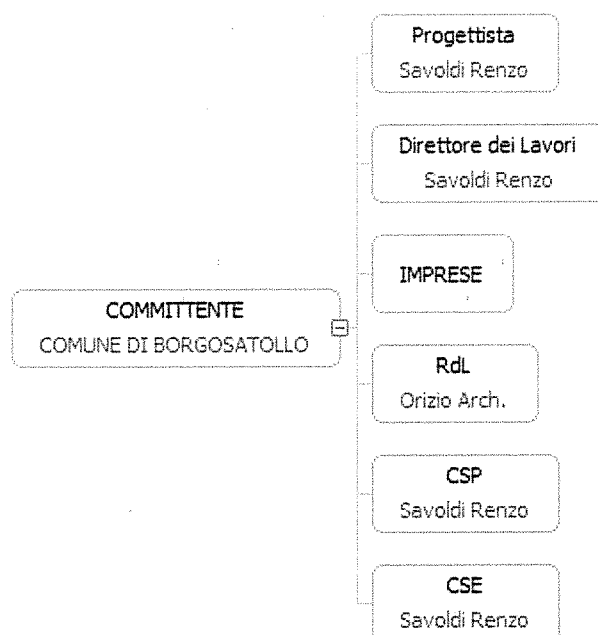 Progettista
Savoldi Renzo
Direttore dei Lavori
Savoldi Renzo
IMPRESE
COMMITTENTE
COMUNE DI BORGOSATOLLO
RdL
Orizio Arch.
CSP
Savoldi Renzo
CSE
Savoldi Renzo